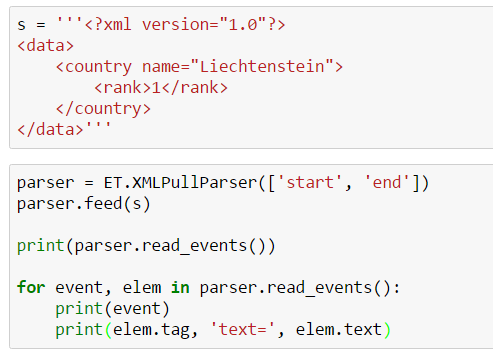 s = '''<?xml version="1.0"?>
<data>
    <country name="Liechtenstein">
        <rank>1</rank>
    </country>
</data>'''
parser = ET.XMLPullParser(['start', 'end'])
parser.feed(s)
print(parser.read_events())
for event, elem in parser.read_events():
    print(event)
    print(elem.tag, 'text=', elem.text)